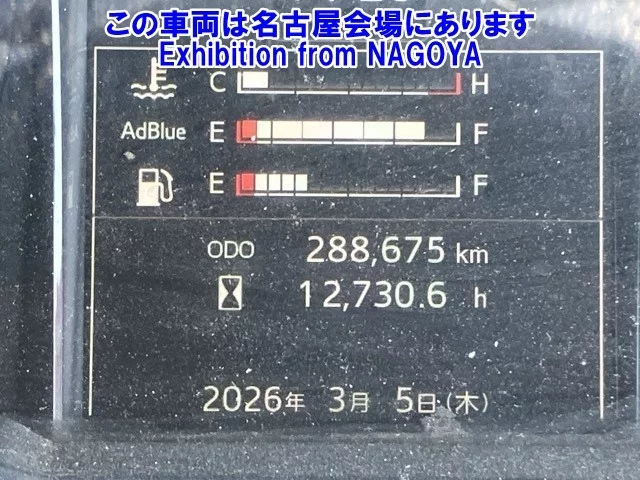 この車両は名古屋会場にあります
Exhibition from NAGOYA
C H
AdBlue E F
E F
ODO 288,675 km
12,730.6 h
2026年 3月 5日(木)